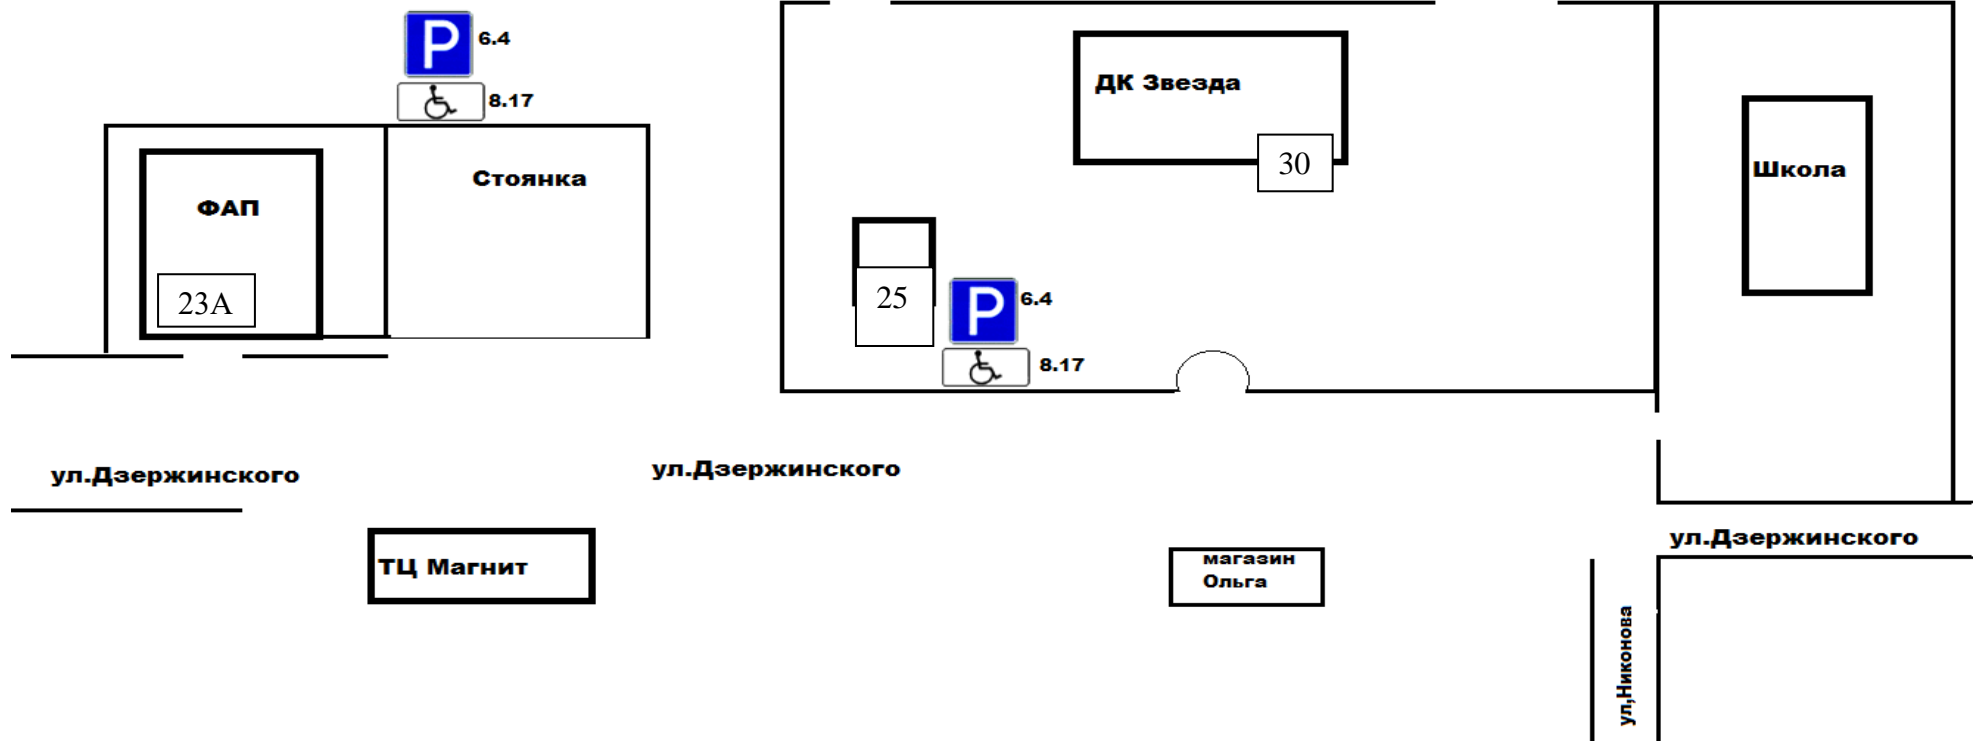 P 6.4
8.17
ДК Звезда
30
Школа
Стоянка
ФАП
23А
25
P 6.4
8.17
ул.Дзержинского
ул.Дзержинского
ул.Дзержинского
ТЦ Магнит
магазин
Ольга
ул,Никонова